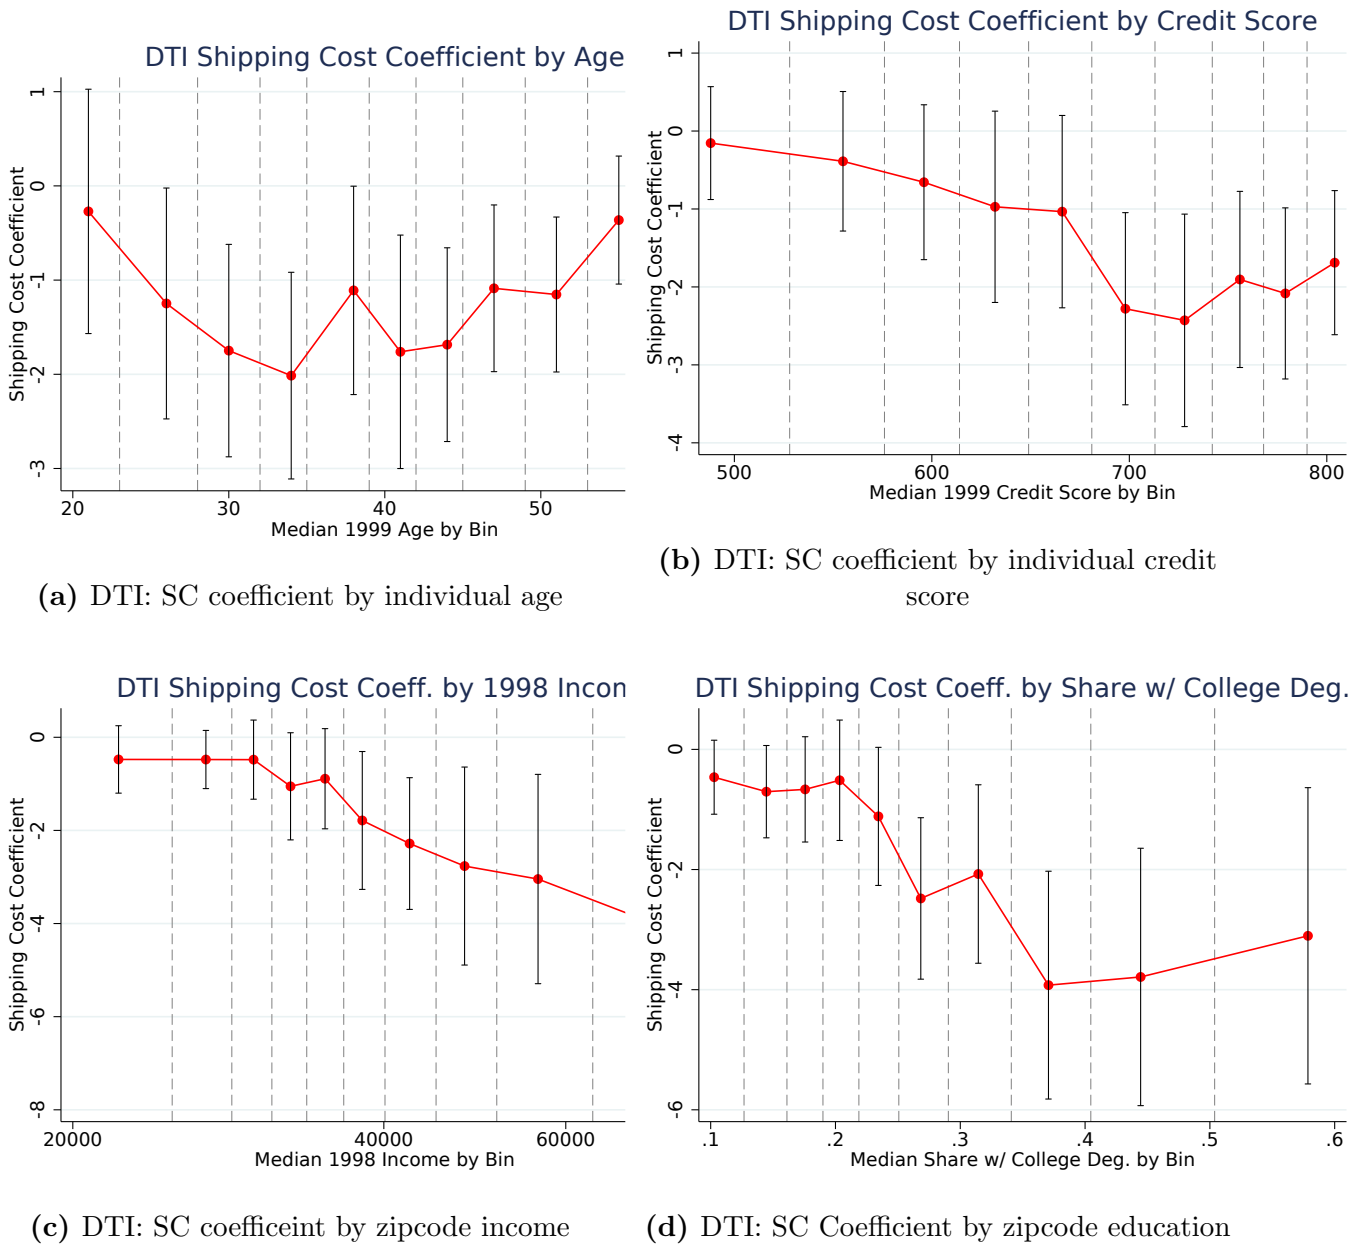 DTI Shipping Cost Coefficient by Age
Shipping Cost Coefficient
1
0
-1
-2
-3
20 30 40 50
Median 1999 Age by Bin
(a) DTI: SC coefficient by individual age
DTI Shipping Cost Coefficient by Credit Score
Shipping Cost Coefficient
1
0
-1
-2
-3
-4
500 600 700 800
Median 1999 Credit Score by Bin
(b) DTI: SC coefficient by individual credit
score
DTI Shipping Cost Coeff. by 1998 Incom
Shipping Cost Coefficient
0
-2
-4
-6
-8
20000 40000 60000
Median 1998 Income by Bin
(c) DTI: SC coefficeint by zipcode income
DTI Shipping Cost Coeff. by Share w/ College Deg.
Shipping Cost Coefficient
0
-2
-4
-6
.1 .2 .3 .4 .5 .6
Median Share w/ College Deg. by Bin
(d) DTI: SC Coefficient by zipcode education